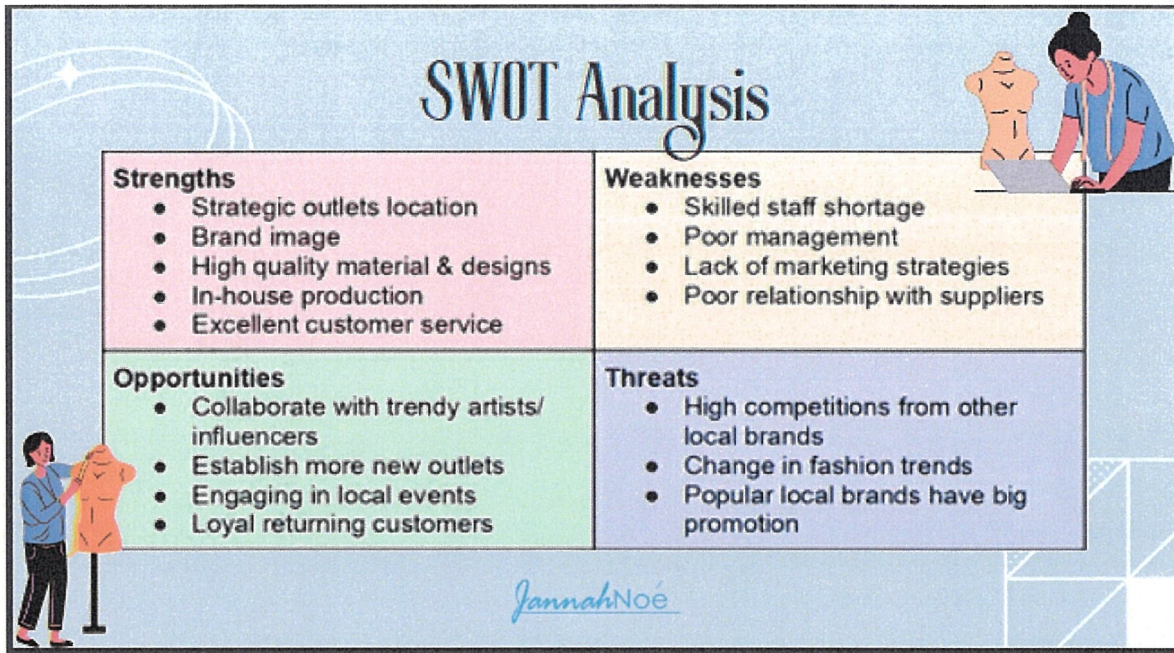 SWOT Analysis
Strengths
● Strategic outlets location
● Brand image
● High quality material & designs
● In-house production
● Excellent customer service
Weaknesses
● Skilled staff shortage
● Poor management
● Lack of marketing strategies
● Poor relationship with suppliers
Opportunities
● Collaborate with trendy artists/
influencers
● Establish more new outlets
● Engaging in local events
● Loyal returning customers
Threats
● High competitions from other
local brands
● Change in fashion trends
● Popular local brands have big
promotion
JannahNoé